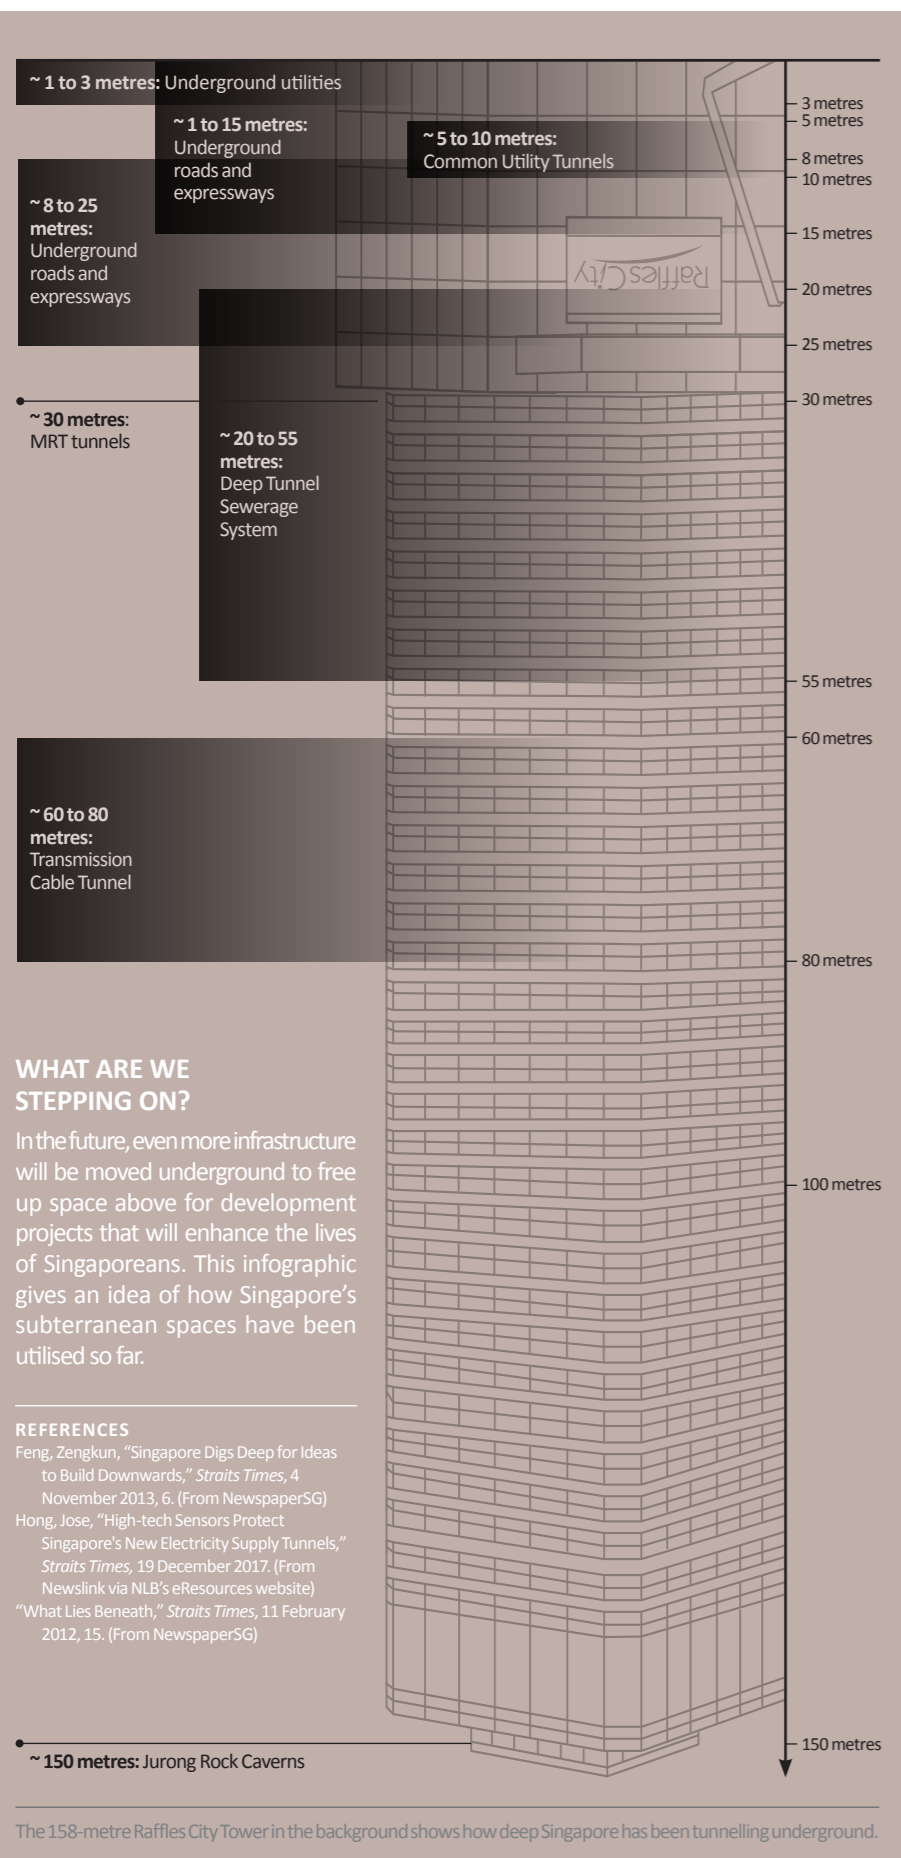 ~ 1 to 3 metres: Underground utilities
~ 1 to 15 metres:
Underground
roads and
expressways
~ 5 to 10 metres:
Common Utility Tunnels
~ 8 to 25
metres:
Underground
roads and
expressways
Raffles City
~ 30 metres:
MRT tunnels
~ 20 to 55
metres:
Deep Tunnel
Sewerage
System
~ 60 to 80
metres:
Transmission
Cable Tunnel
3 metres
5 metres
8 metres
10 metres
15 metres
20 metres
25 metres
30 metres
55 metres
60 metres
80 metres
100 metres
150 metres
WHAT ARE WE
STEPPING ON?
In the future, even more infrastructure
will be moved underground to free
up space above for development
projects that will enhance the lives
of Singaporeans. This infographic
gives an idea of how Singapore's
subterranean spaces have been
utilised so far.
REFERENCES
Feng, Zengkun, “Singapore Digs Deep for Ideas
to Build Downwards,” Straits Times, 4
November 2013, 6. (From NewspaperSG)
Hong, Jose, “High-tech Sensors Protect
Singapore's New Electricity Supply Tunnels,”
Straits Times, 19 December 2017. (From
Newslink via NLB’s eResources website)
“What Lies Beneath,” Straits Times, 11 February
2012, 15. (From NewspaperSG)
~ 150 metres: Jurong Rock Caverns
The 158-metre Raffles City Tower in the background shows how deep Singapore has been tunnelling underground.